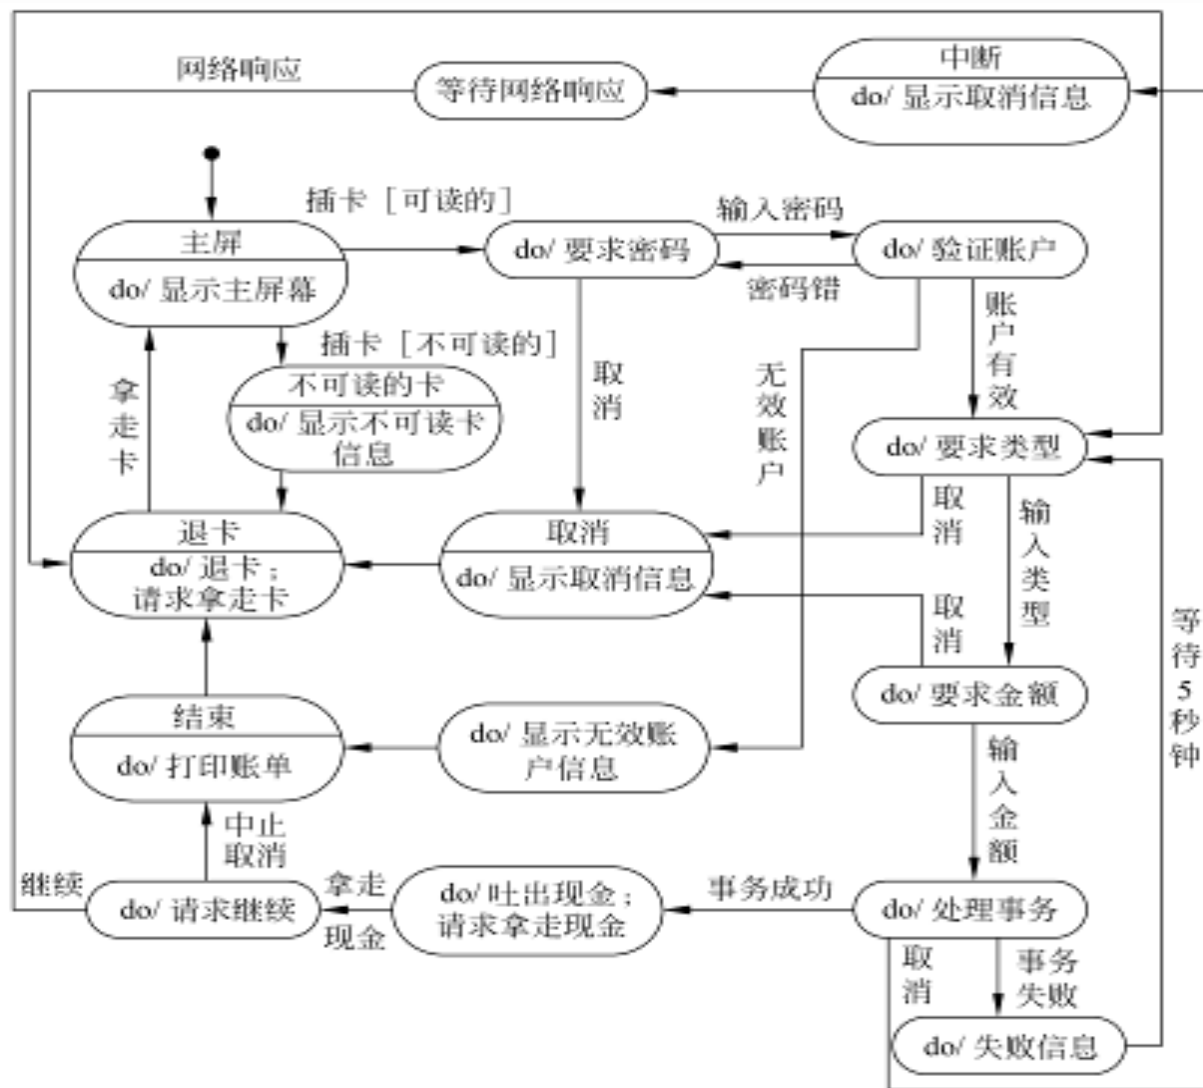 网络响应
等待网络响应
中断
do/ 显示取消信息
插卡［可读的］
输入密码
主屏
do/ 显示主屏幕
do/ 要求密码
do/ 验证账户
密码错
账户有效
插卡［不可读的］
取消
无效账户
拿走卡
不可读的卡
do/ 显示不可读卡
信息
do/ 要求类型
取消
输入类型
退卡
do/ 退卡；
请求拿走卡
取消
do/ 显示取消信息
取消
等待5秒钟
do/ 要求金额
结束
do/ 打印账单
do/ 显示无效账
户信息
输入金额
中止
取消
继续
do/ 请求继续
拿走
现金
do/ 吐出现金；
请求拿走现金
事务成功
do/ 处理事务
取消
事务
失败
do/ 失败信息